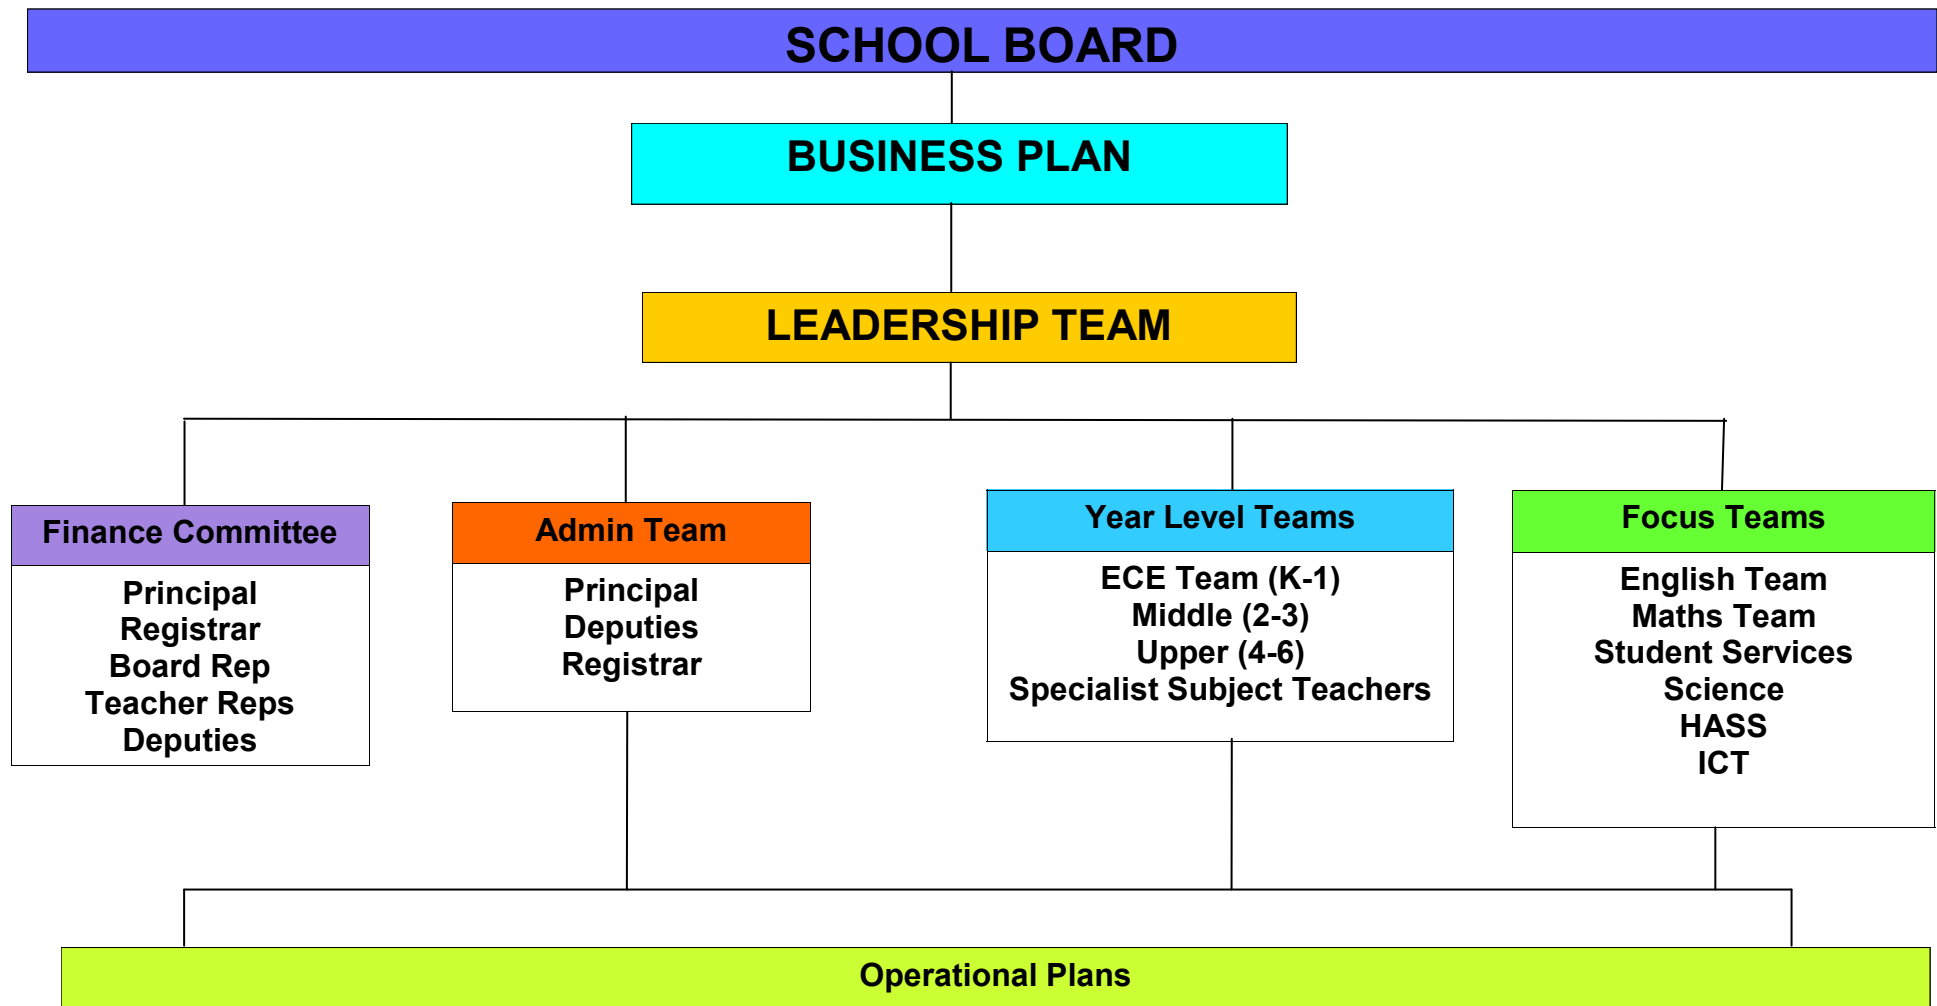 SCHOOL BOARD
BUSINESS PLAN
LEADERSHIP TEAM
Finance Committee
Principal
Registrar
Board Rep
Teacher Reps
Deputies
Admin Team
Principal
Deputies
Registrar
Year Level Teams
ECE Team (K-1)
Middle (2-3)
Upper (4-6)
Specialist Subject Teachers
Focus Teams
English Team
Maths Team
Student Services
Science
HASS
ICT
Operational Plans